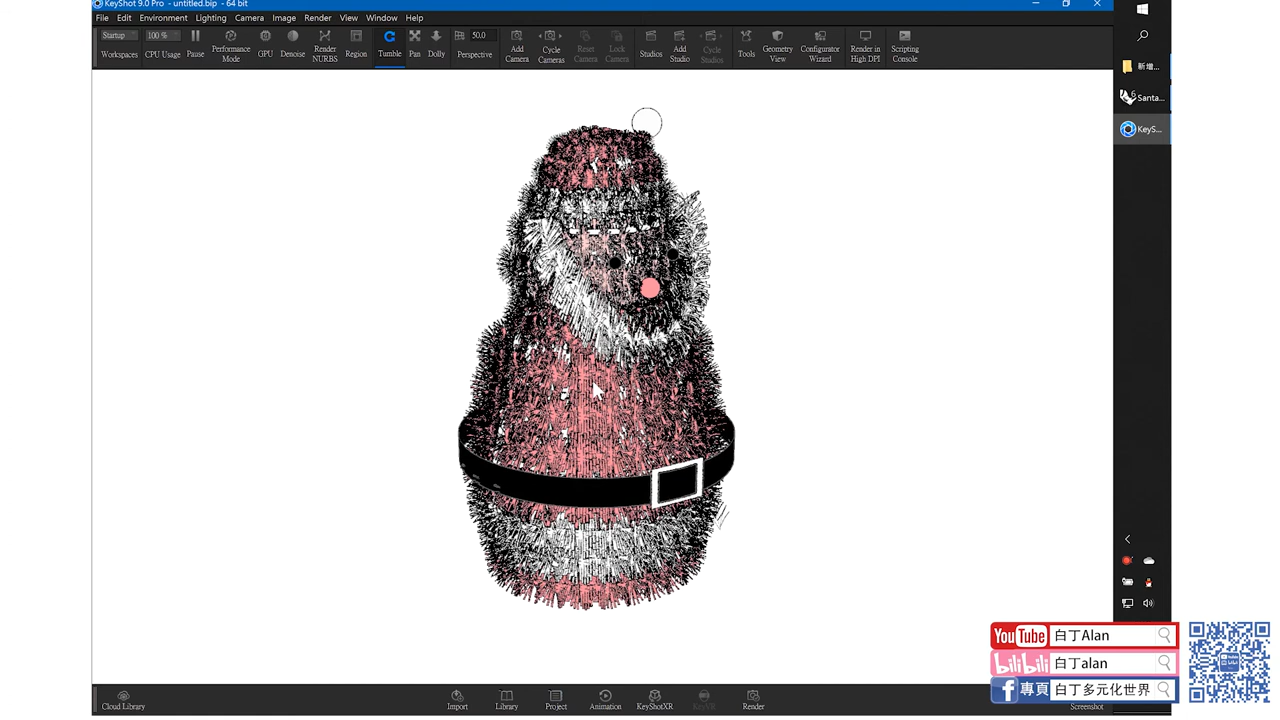 KeyShot 9.0 Pro - untitled.bip - 64 bit
File Edit Environment Lighting Camera Image Render View Window Help
Startup 100 % 50.0
Workspaces CPU Usage Pause Performance Mode GPU Denoise Render NURBS Region Tumble Pan Dolly Perspective Add Camera Cycle Cameras Reset Camera Lock Camera Studios Add Studio Cycle Studios Tools Geometry View Configurator Wizard Render in High DPI Scripting Console
新增...
Santa...
KeyS...
YouTube 白丁Alan
bilibili 白丁alan
f 專頁 白丁多元化世界
Cloud Library Import Library Project Animation KeyShotXR KeyVR Render Screenshot